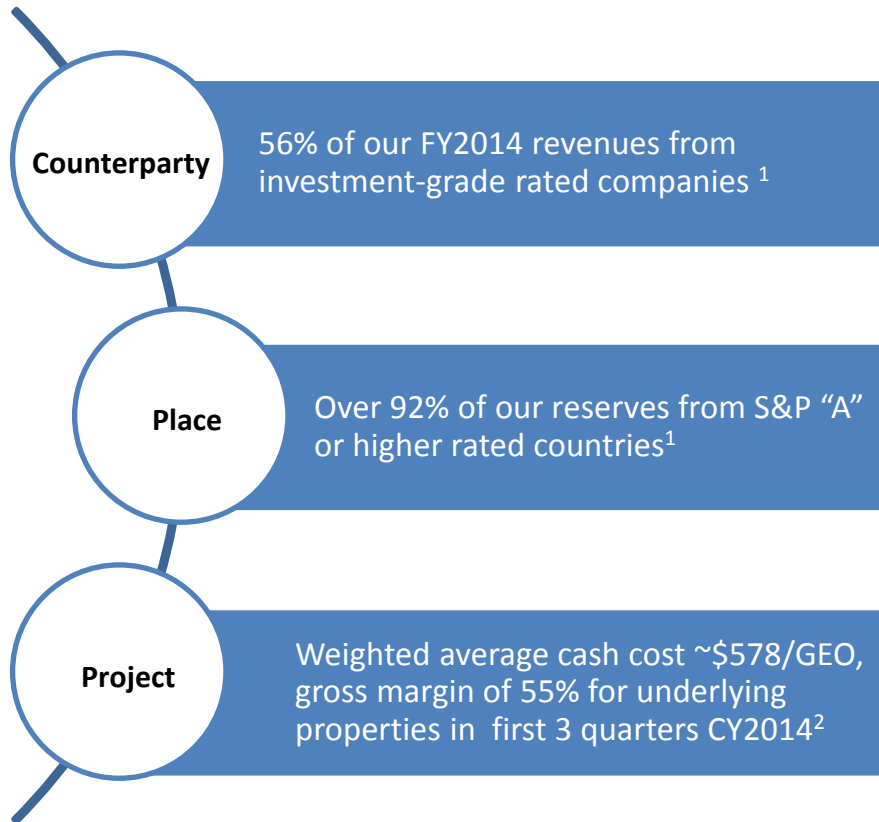 Counterparty
56% of our FY2014 revenues from
investment-grade rated companies ¹
Place
Over 92% of our reserves from S&P “A”
or higher rated countries¹
Project
Weighted average cash cost ~$578/GEO,
gross margin of 55% for underlying
properties in first 3 quarters CY2014²